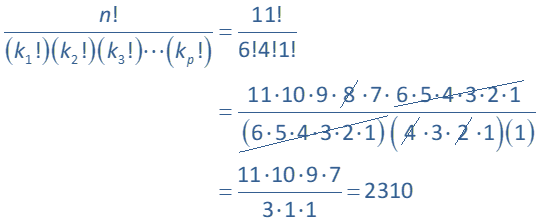 n! / (k₁!)(k₂!)(k₃!)⋯(kₚ!) = 11! / 6!4!1!
= 11·10·9·8·7·6·5·4·3·2·1 / (6·5·4 3·2·1)(4·3·2·1)(1)
= 11·10·9·7 / 3·1·1 = 2310